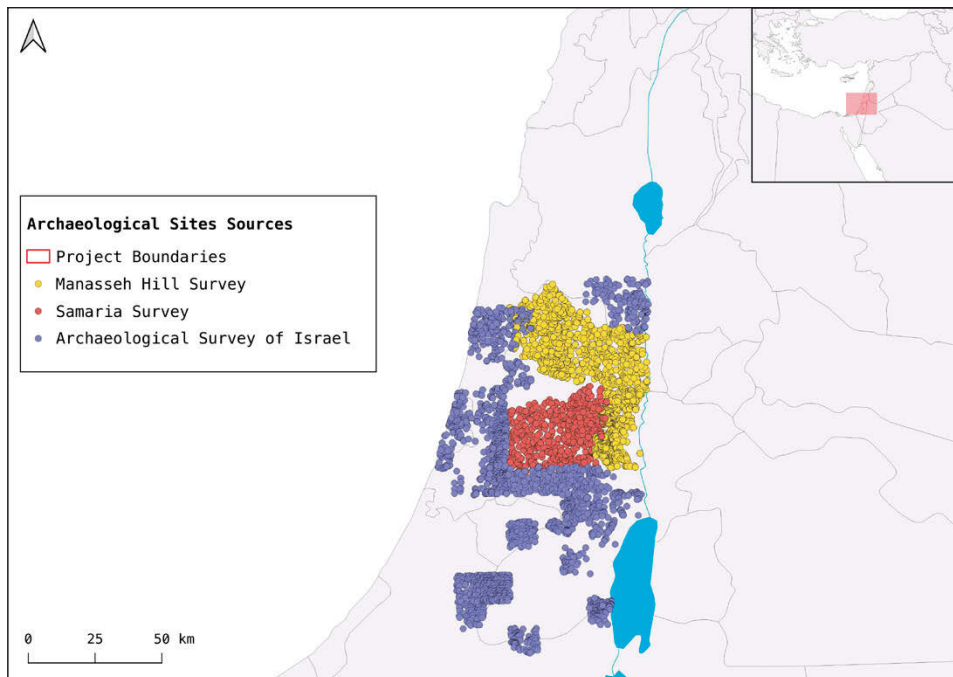 Archaeological Sites Sources
Project Boundaries
Manasseh Hill Survey
Samaria Survey
Archaeological Survey of Israel
0 25 50 km